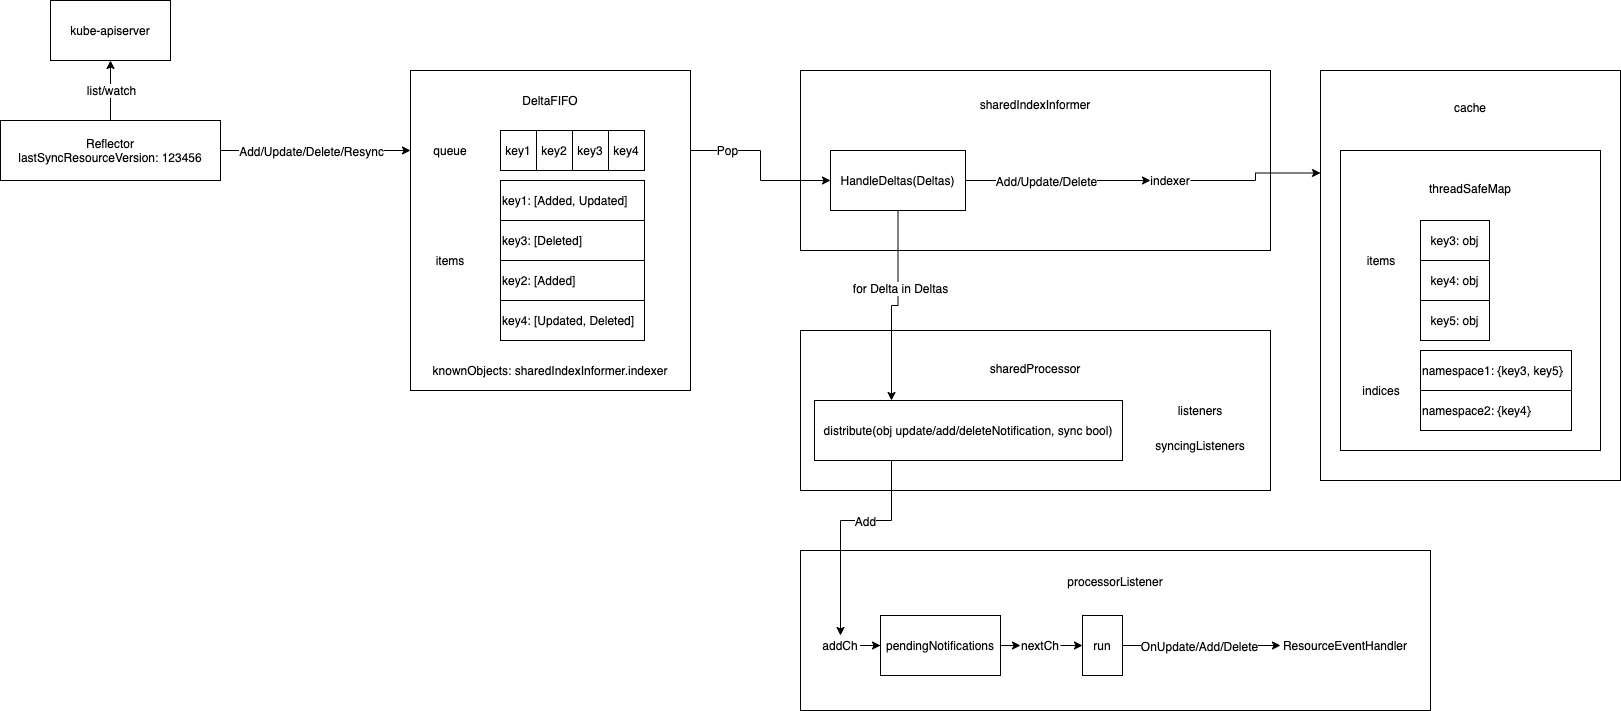 kube-apiserver
list/watch
Reflector
lastSyncResourceVersion: 123456
Add/Update/Delete/Resync
DeltaFIFO
queue
key1
key2
key3
key4
items
key1: [Added, Updated]
key3: [Deleted]
key2: [Added]
key4: [Updated, Deleted]
knownObjects: sharedIndexInformer.indexer
Pop
sharedIndexInformer
HandleDeltas(Deltas)
Add/Update/Delete
indexer
cache
threadSafeMap
items
key3: obj
key4: obj
key5: obj
indices
namespace1: {key3, key5}
namespace2: {key4}
for Delta in Deltas
sharedProcessor
distribute(obj update/add/deleteNotification, sync bool)
listeners
syncingListeners
Add
processorListener
addCh
pendingNotifications
nextCh
run
OnUpdate/Add/Delete
ResourceEventHandler